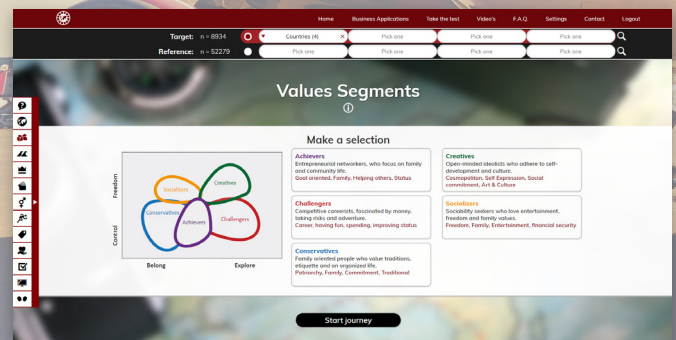 Home Business Applications Take the test Video's F.A.Q. Settings Contact Logout
Target: n = 8934 Countries (4) × Pick one Pick one Pick one
Reference: n = 52279 Pick one Pick one Pick one Pick one
Values Segments
Make a selection
Freedom
Control
Belong Explore
Socializers
Creatives
Conservatives
Achievers
Challengers
Achievers
Entrepreneurial networkers, who focus on family
and community life.
Goal oriented, Family, Helping others, Status
Creatives
Open-minded idealists who adhere to self-
development and culture.
Cosmopolitan, Self Expression, Social
commitment, Art & Culture
Challengers
Competitive careerists, fascinated by money,
taking risks and adventure.
Career, having fun, spending, improving status
Socializers
Sociability seekers who love entertainment,
freedom and family values.
Freedom, Family, Entertainment, financial security
Conservatives
Family oriented people who value traditions,
etiquette and an organized life.
Patriarchy, Family, Commitment, Traditional
Start journey